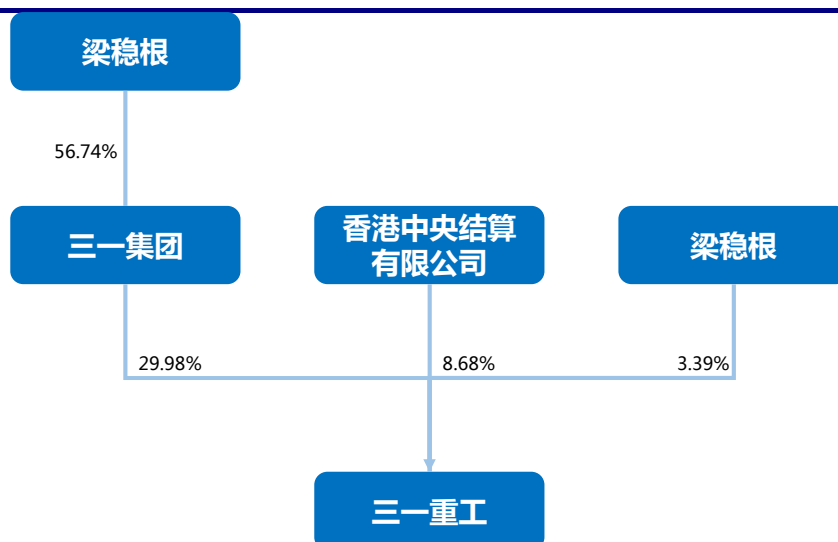 梁稳根
56.74%
三一集团
香港中央结算
有限公司
梁稳根
29.98%
8.68%
3.39%
三一重工